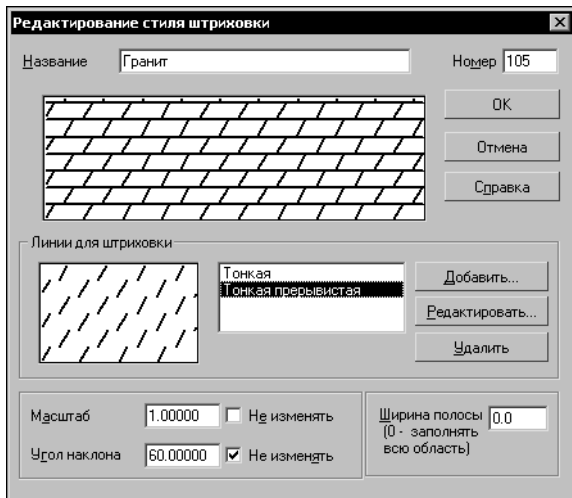 Редактирование стиля штриховки
Название Гранит Номер 105
OK
Отмена
Справка
Линии для штриховки
Тонкая
Тонкая прерывистая
Добавить...
Редактировать...
Удалить
Масштаб 1.00000 Не изменять
Угол наклона 60.00000 Не изменять
Ширина полосы 0.0
(0 - заполнять
всю область)